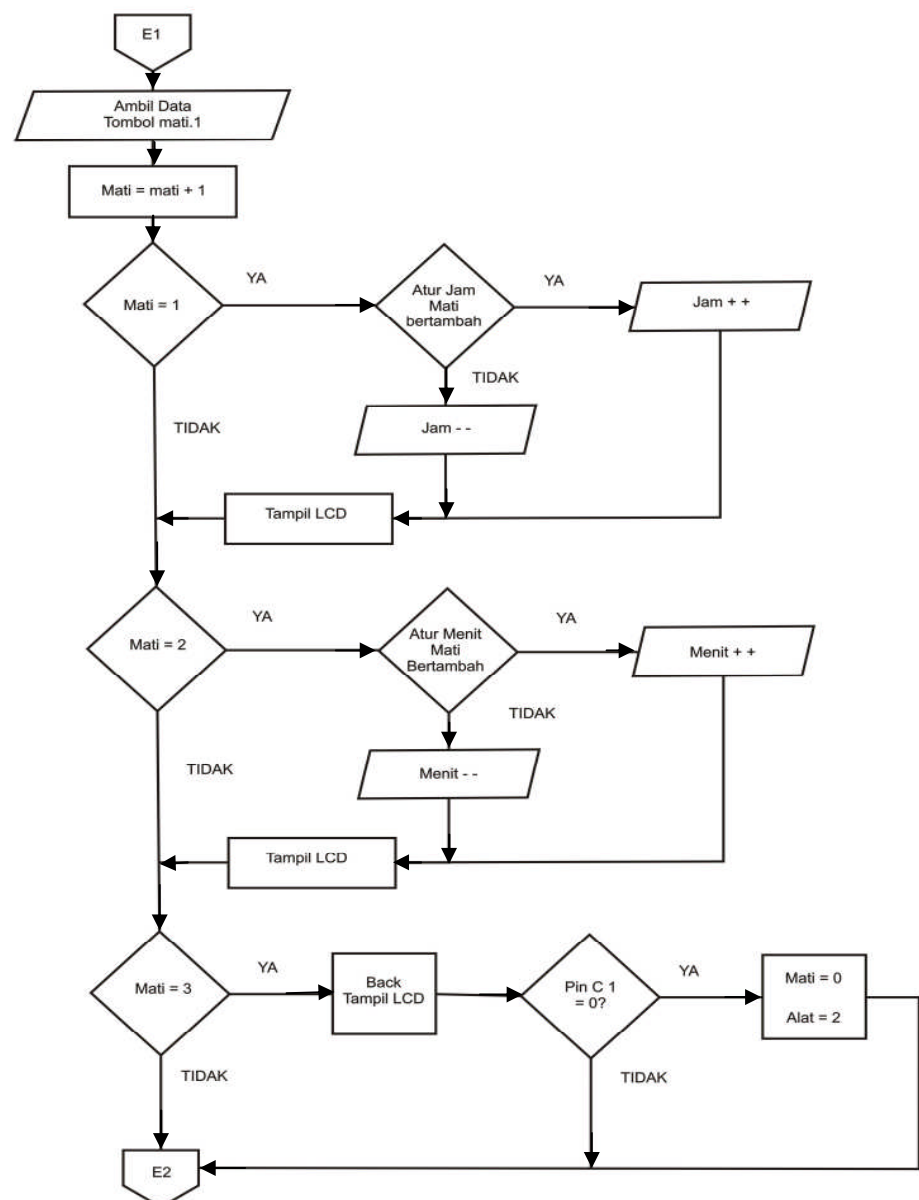 E1
Ambil Data
Tombol mati.1
Mati = mati + 1
Mati = 1
YA
Atur Jam
Mati
bertambah
YA
Jam + +
TIDAK
TIDAK
Jam - -
Tampil LCD
Mati = 2
YA
Atur Menit
Mati
Bertambah
YA
Menit + +
TIDAK
TIDAK
Menit - -
Tampil LCD
Mati = 3
YA
Back
Tampil LCD
Pin C 1
= 0?
YA
Mati = 0
Alat = 2
TIDAK
TIDAK
E2